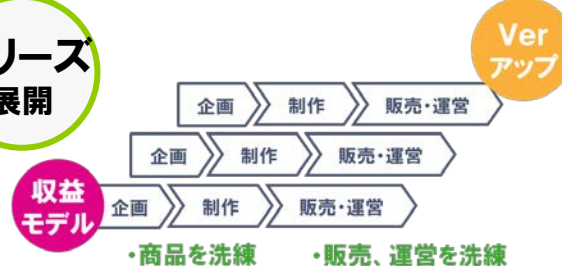 リーズ
展開
Ver
アップ
企画 制作 販売・運営
企画 制作 販売・運営
収益
モデル
企画 制作 販売・運営
・商品を洗練 ・販売、運営を洗練